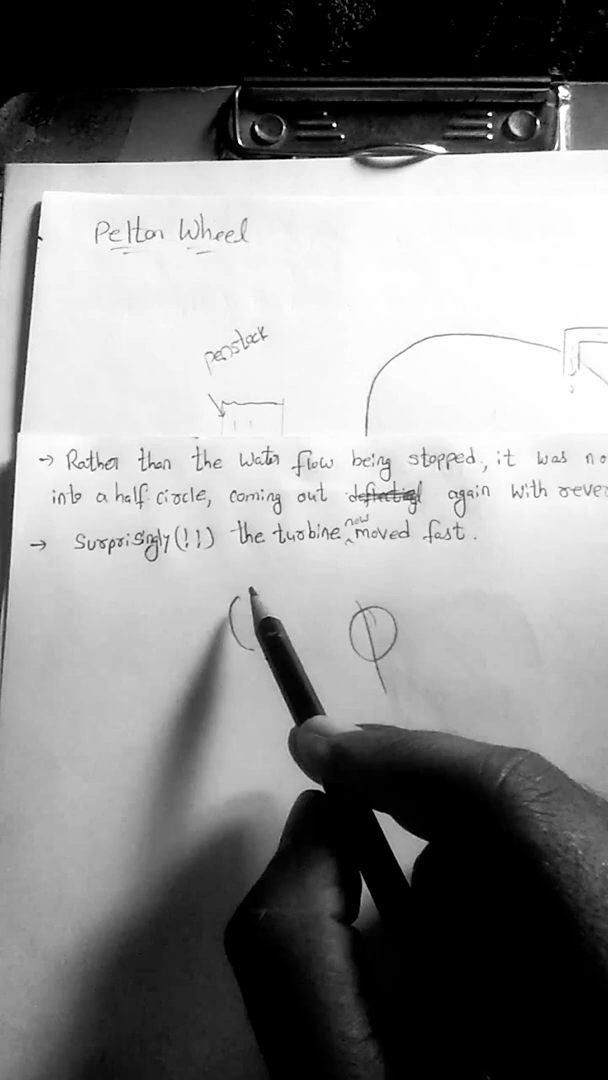 Pelton Wheel
penstock
→ Rather than the water flow being stopped, it was no
into a half circle, coming out again with rever
→ Surprisingly(!!) the turbine now moved fast.